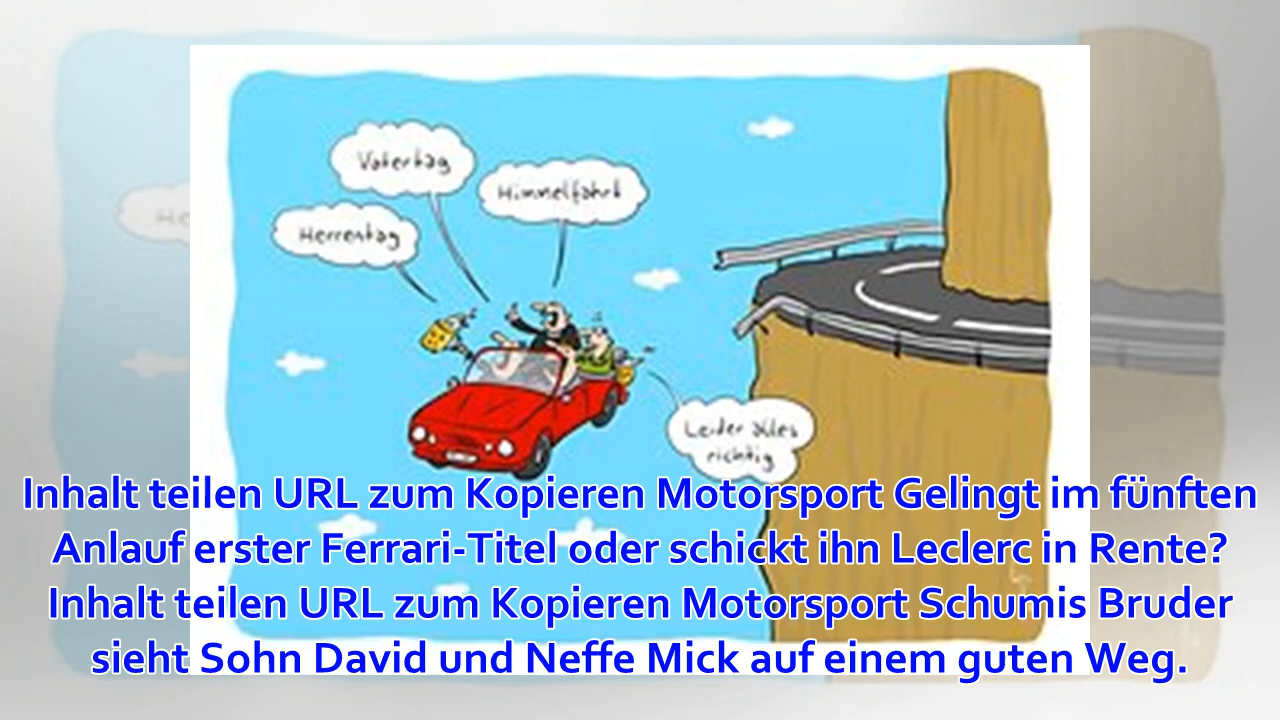 Vatertag
Himmelfahrt
Herrentag
He
Leider alles
richtig
Inhalt teilen URL zum Kopieren Motorsport Gelingt im fünften
Anlauf erster Ferrari-Titel oder schickt ihn Leclerc in Rente?
Inhalt teilen URL zum Kopieren Motorsport Schumis Bruder
sieht Sohn David und Neffe Mick auf einem guten Weg.